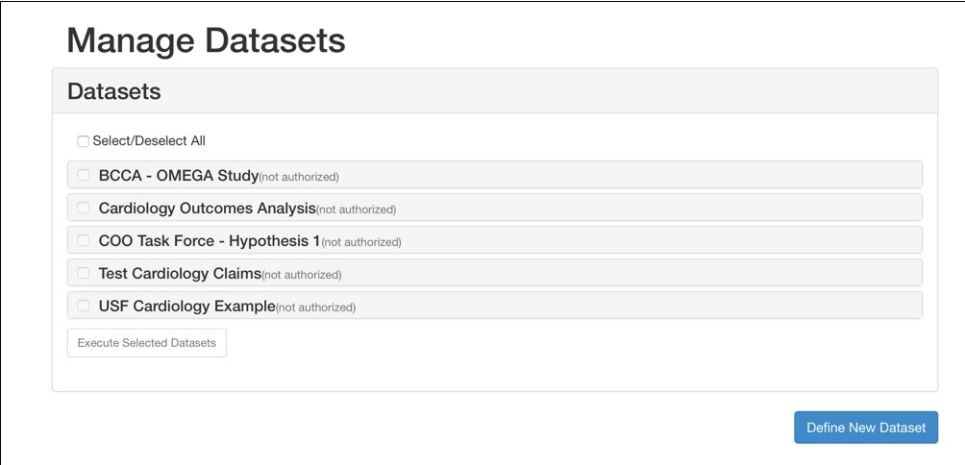 Manage Datasets
Datasets
Select/Deselect All
BCCA - OMEGA Study(not authorized)
Cardiology Outcomes Analysis(not authorized)
COO Task Force - Hypothesis 1(not authorized)
Test Cardiology Claims(not authorized)
USF Cardiology Example(not authorized)
Execute Selected Datasets
Define New Dataset